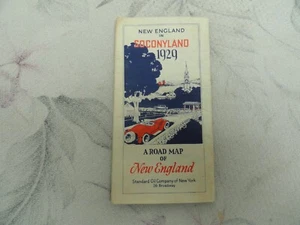 NEW ENGLAND
IN
SOCONYLAND
1929
A ROAD MAP
OF
New England
Standard Oil Company of New York
26 Broadway